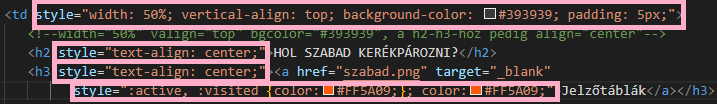 <td style="width: 50%; vertical-align: top; background-color: #393939; padding: 5px;">
<!--width="50%" valign="top" bgcolor="#393939", a h2-h3-hoz pedig align="center"-->
<h2 style="text-align: center;">HOL SZABAD KERÉKPÁROZNI?</h2>
<h3 style="text-align: center;"><a href="szabad.png" target="_blank"
style=":active, :visited {color: #FF5A09;}; color: #FF5A09;" Jelzőtáblák</a></h3>